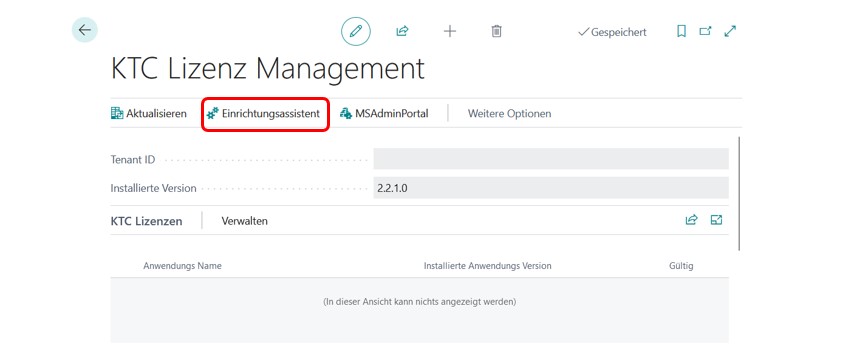 Gespeichert
KTC Lizenz Management
Aktualisieren Einrichtungsassistent MSAdminPortal Weitere Optionen
Tenant ID
Installierte Version 2.2.1.0
KTC Lizenzen Verwalten
Anwendungs Name Installierte Anwendungs Version Gültig
(In dieser Ansicht kann nichts angezeigt werden)